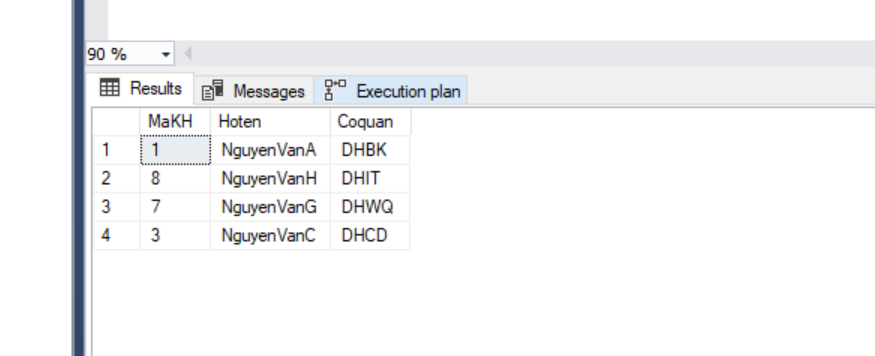 90 %
Results Messages Execution plan
MaKH Hoten Coquan
1 1 NguyenVanA DHBK
2 8 NguyenVanH DHIT
3 7 NguyenVanG DHWQ
4 3 NguyenVanC DHCD